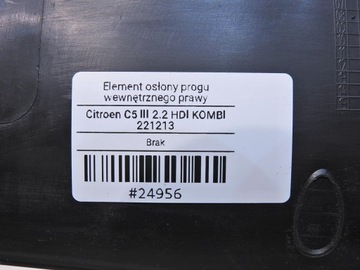 Element osłony progu
wewnętrznego prawy
Citroen C5 III 2.2 HDI KOMBI
221213
Brak
#24956